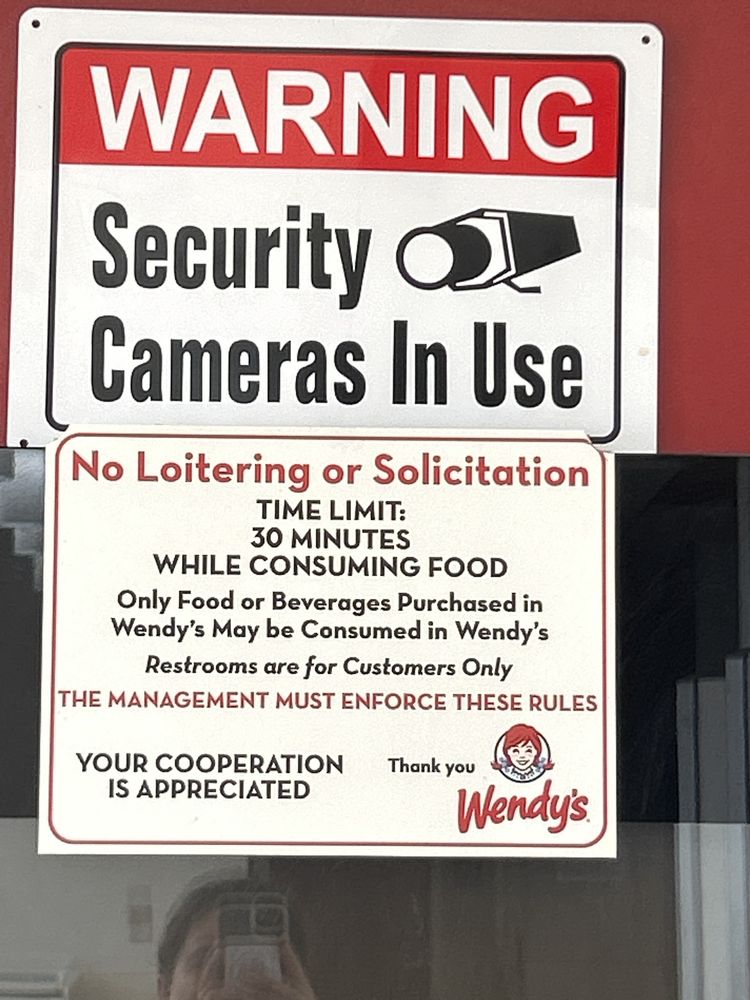 WARNING
Security
Cameras In Use
No Loitering or Solicitation
TIME LIMIT:
30 MINUTES
WHILE CONSUMING FOOD
Only Food or Beverages Purchased in
Wendy's May be Consumed in Wendy's
Restrooms are for Customers Only
THE MANAGEMENT MUST ENFORCE THESE RULES
YOUR COOPERATION
IS APPRECIATED
Thank you
Wendy's